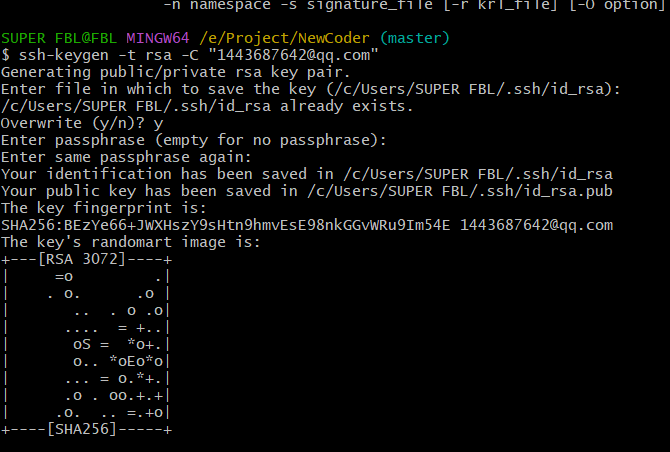 -n namespace -s signature_file [-r krl_file] [-O option]
SUPER FBL@FBL MINGW64 /e/Project/NewCoder (master)
$ ssh-keygen -t rsa -C "1443687642@qq.com"
Generating public/private rsa key pair.
Enter file in which to save the key (/c/Users/SUPER FBL/.ssh/id_rsa):
/c/Users/SUPER FBL/.ssh/id_rsa already exists.
Overwrite (y/n)? y
Enter passphrase (empty for no passphrase):
Enter same passphrase again:
Your identification has been saved in /c/Users/SUPER FBL/.ssh/id_rsa
Your public key has been saved in /c/Users/SUPER FBL/.ssh/id_rsa.pub
The key fingerprint is:
SHA256:BEzYe66+JWXHszY9sHtn9hmvEsE98nkGGvWRu9Im54E 1443687642@qq.com
The key's randomart image is:
+---[RSA 3072]----+
|     =o         .|
|    . o.      .o |
|       ..  . o .o|
|      ....  = +..|
|       oS =  *o+.|
|       o.. *oEo*o|
|      ... = o.*+.|
|      .o . oo.+.+|
|     .o.  .. =.+o|
+----[SHA256]-----+